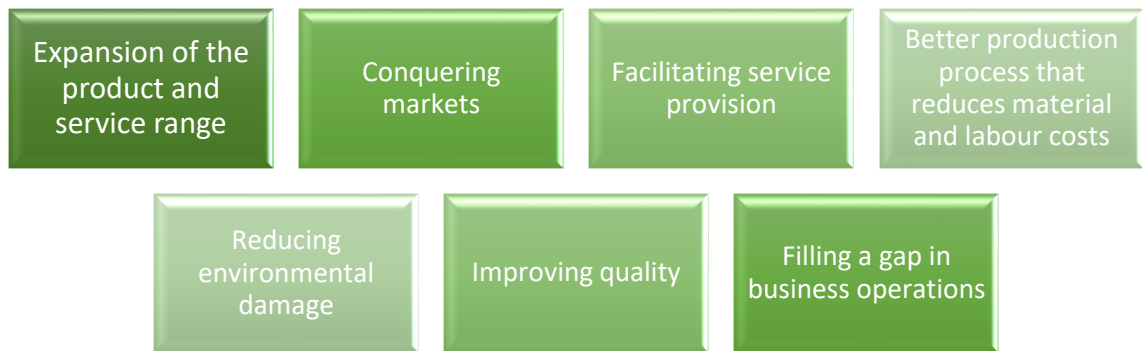 Expansion of the
product and
service range
Conquering
markets
Facilitating service
provision
Better production
process that
reduces material
and labour costs
Reducing
environmental
damage
Improving quality
Filling a gap in
business operations